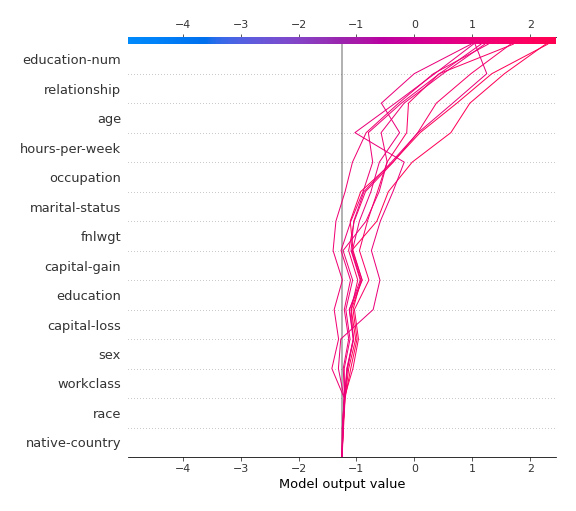 −4 −3 −2 −1 0 1 2
education-num
relationship
age
hours-per-week
occupation
marital-status
fnlwgt
capital-gain
education
capital-loss
sex
workclass
race
native-country
−4 −3 −2 −1 0 1 2
Model output value